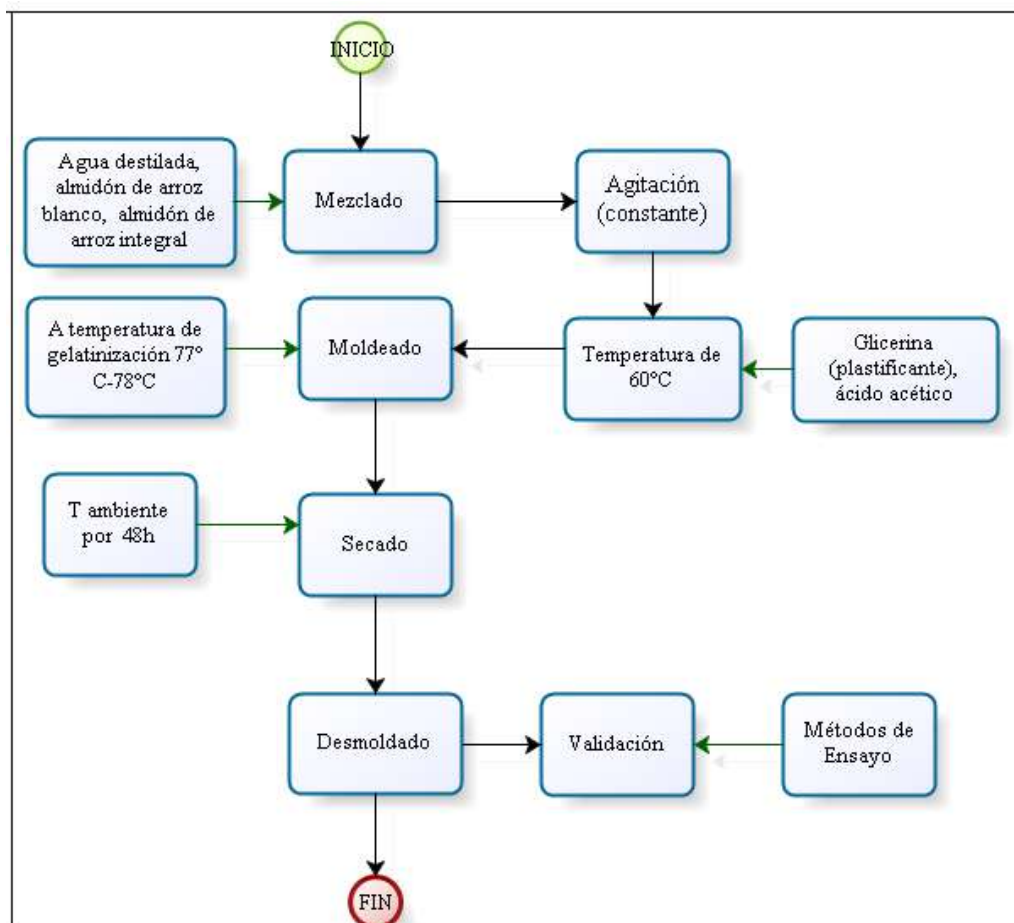 INICIO
Agua destilada,
almidón de arroz
blanco, almidón de
arroz integral
Mezclado
Agitación
(constante)
A temperatura de
gelatinización 77°
C-78°C
Moldeado
Temperatura de
60°C
Glicerina
(plastificante),
ácido acético
T ambiente
por 48h
Secado
Desmoldado
Validación
Métodos de
Ensayo
FIN